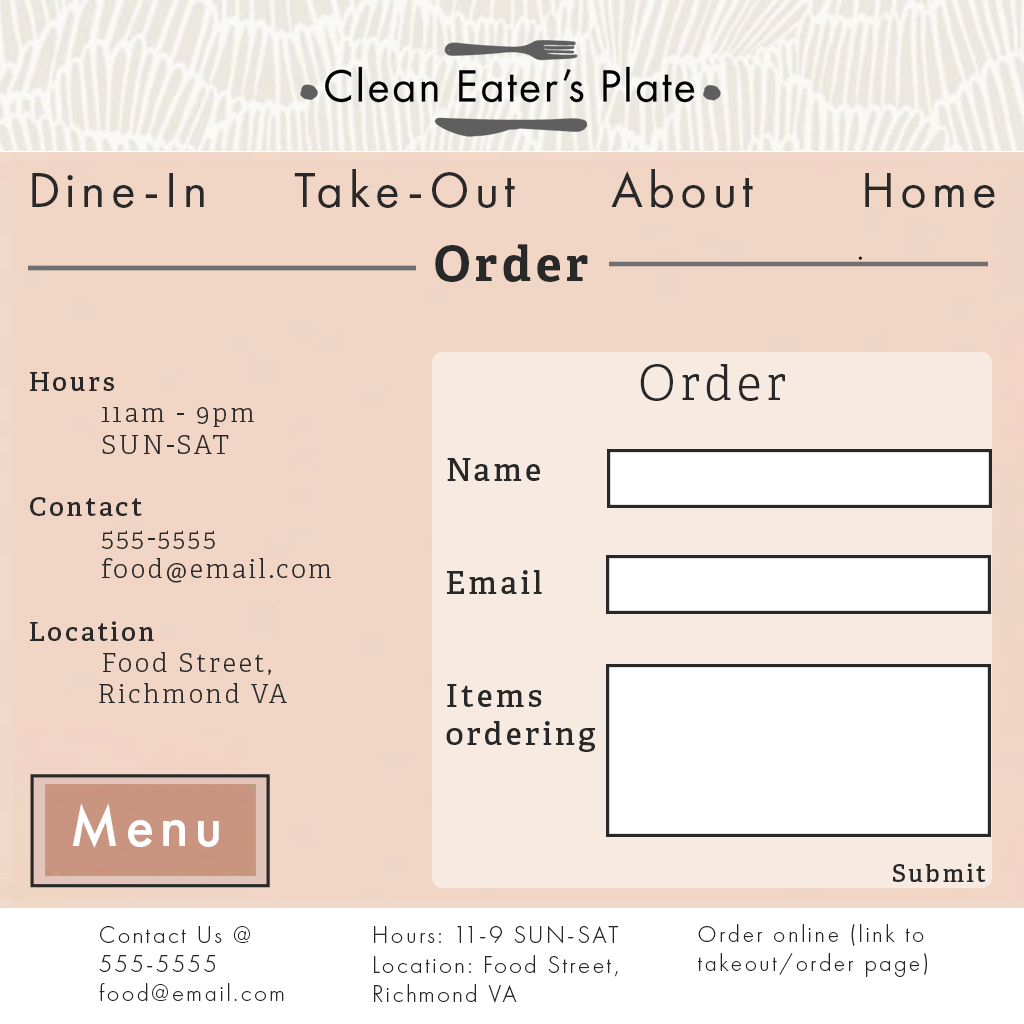 Clean Eater's Plate
Dine-In Take-Out About Home
Order
Hours
11am - 9pm
SUN-SAT
Contact
555-5555
food@email.com
Location
Food Street,
Richmond VA
Menu
Order
Name
Email
Items
ordering
Submit
Contact Us @
555-5555
food@email.com
Hours: 11-9 SUN-SAT
Location: Food Street,
Richmond VA
Order online (link to
takeout/order page)